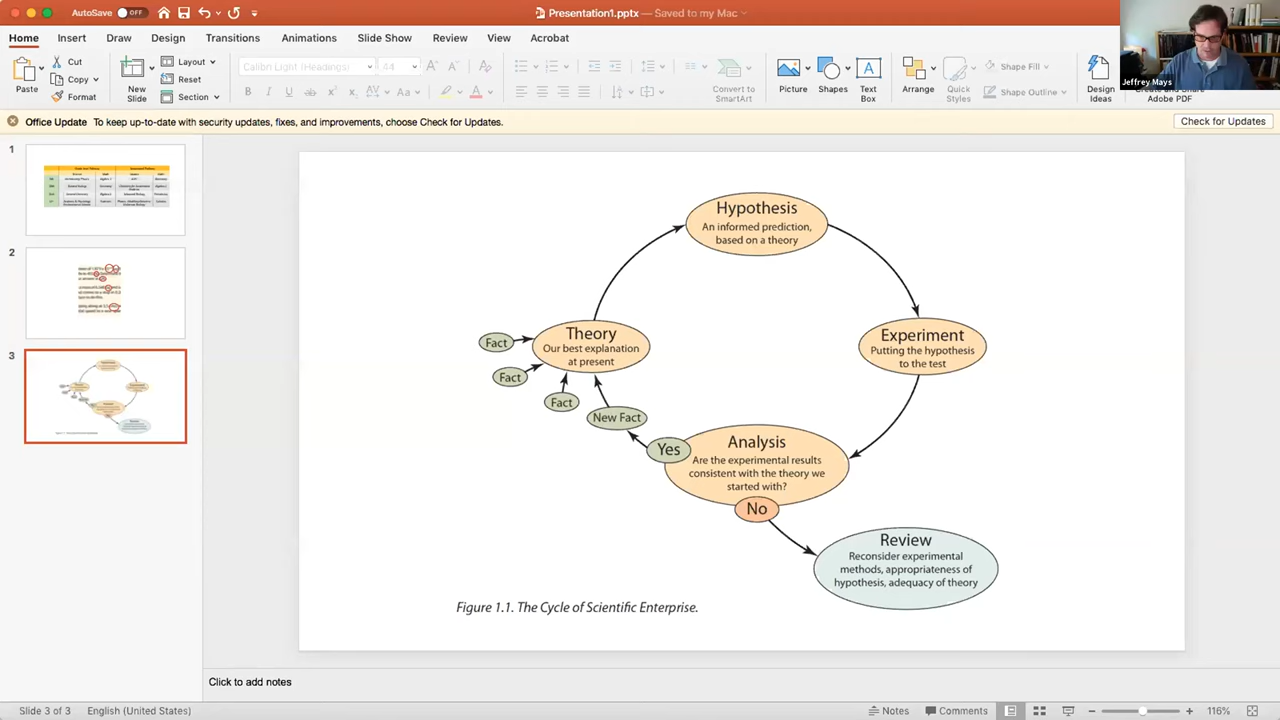 AutoSave OFF
Presentation1.pptx — Saved to my Mac
Home Insert Draw Design Transitions Animations Slide Show Review View Acrobat
Paste
Cut
Copy
Format
New Slide
Layout
Reset
Section
Calibri Light (Headings) 44
Convert to SmartArt
Picture
Shapes
Text Box
Arrange
Quick Styles
Shape Fill
Shape Outline
Design Ideas
Adobe PDF
Jeffrey Mays
Office Update To keep up-to-date with security updates, fixes, and improvements, choose Check for Updates.
Check for Updates
1
2
3
Hypothesis
An informed prediction,
based on a theory
Theory
Our best explanation
at present
Fact
Fact
Fact
New Fact
Experiment
Putting the hypothesis
to the test
Yes
Analysis
Are the experimental results
consistent with the theory we
started with?
No
Review
Reconsider experimental
methods, appropriateness of
hypothesis, adequacy of theory
Figure 1.1. The Cycle of Scientific Enterprise.
Click to add notes
Slide 3 of 3 English (United States) Notes Comments 116%